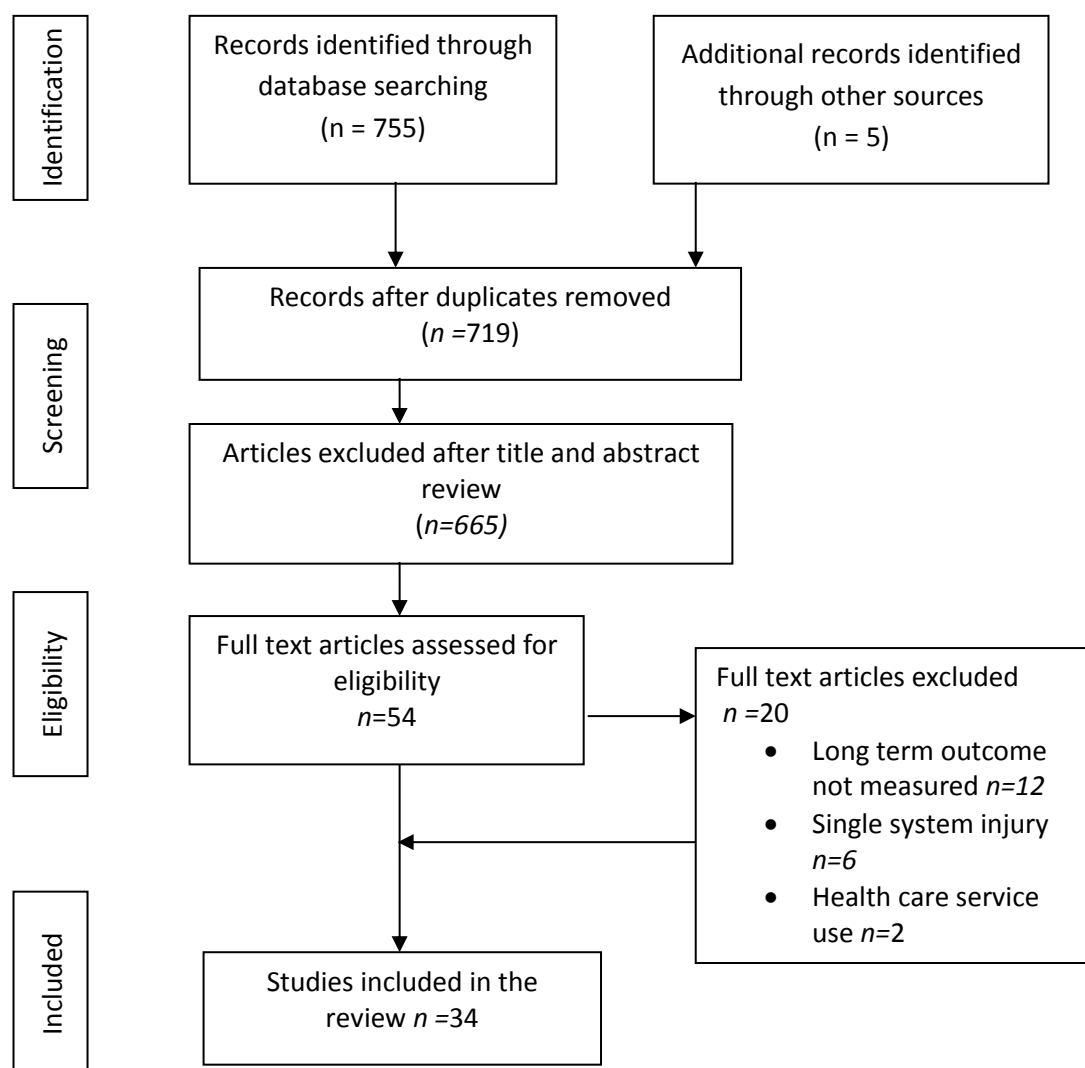 Identification
Records identified through
database searching
(n = 755)
Additional records identified
through other sources
(n = 5)
Screening
Records after duplicates removed
(n =719)
Articles excluded after title and abstract
review
(n=665)
Eligibility
Full text articles assessed for
eligibility
n=54
Full text articles excluded
n =20
• Long term outcome
not measured n=12
• Single system injury
n=6
• Health care service
use n=2
Included
Studies included in the
review n =34